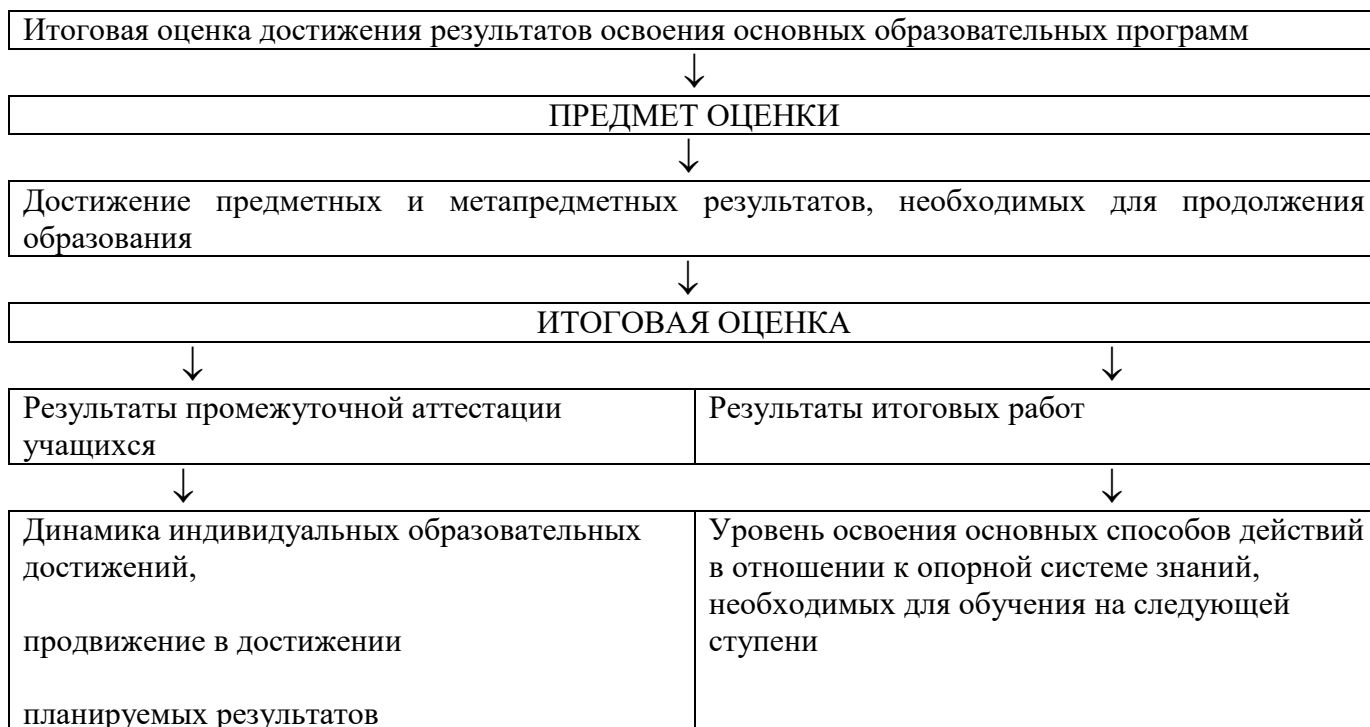 Итоговая оценка достижения результатов освоения основных образовательных программ
↓
ПРЕДМЕТ ОЦЕНКИ
↓
Достижение предметных и метапредметных результатов, необходимых для продолжения
образования
↓
ИТОГОВАЯ ОЦЕНКА
↓ ↓
Результаты промежуточной аттестации
учащихся
Результаты итоговых работ
↓ ↓
Динамика индивидуальных образовательных
достижений,
продвижение в достижении
планируемых результатов
Уровень освоения основных способов действий
в отношении к опорной системе знаний,
необходимых для обучения на следующей
ступени